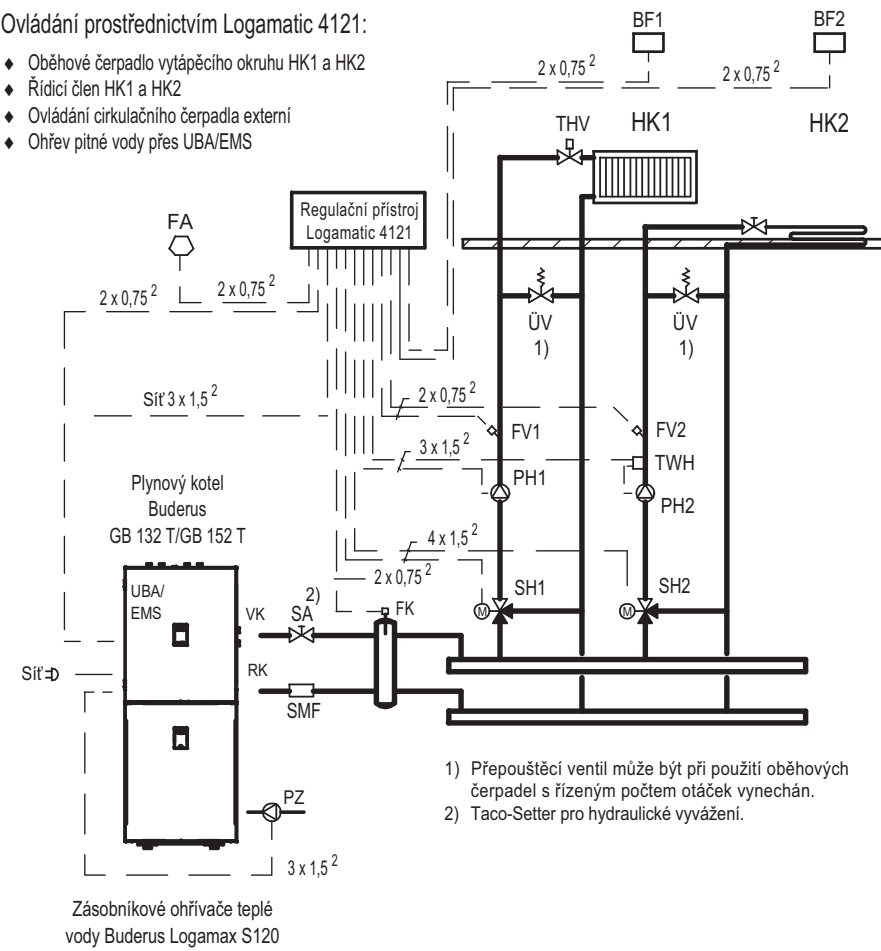 Ovládání prostřednictvím Logamatic 4121:
♦ Oběhové čerpadlo vytápěcího okruhu HK1 a HK2
♦ Řídicí člen HK1 a HK2
♦ Ovládání cirkulačního čerpadla externí
♦ Ohřev pitné vody přes UBA/EMS
BF1
BF2
2 x 0,75 2
2 x 0,75 2
THV
HK1
HK2
Regulační přístroj
Logamatic 4121
FA
2 x 0,75 2
2 x 0,75 2
ÜV
1)
ÜV
1)
Síť 3 x 1,5 2
2 x 0,75 2
FV1
FV2
3 x 1,5 2
TWH
PH1
PH2
Plynový kotel
Buderus
GB 132 T/GB 152 T
4 x 1,5 2
2 x 0,75 2
UBA/
EMS
VK
2)
SA
FK
SH1
SH2
M
M
Síť
RK
SMF
PZ
3 x 1,5 2
1) Přepouštěcí ventil může být při použití oběhových
čerpadel s řízeným počtem otáček vynechán.
2) Taco-Setter pro hydraulické vyvážení.
Zásobníkové ohřívače teplé
vody Buderus Logamax S120